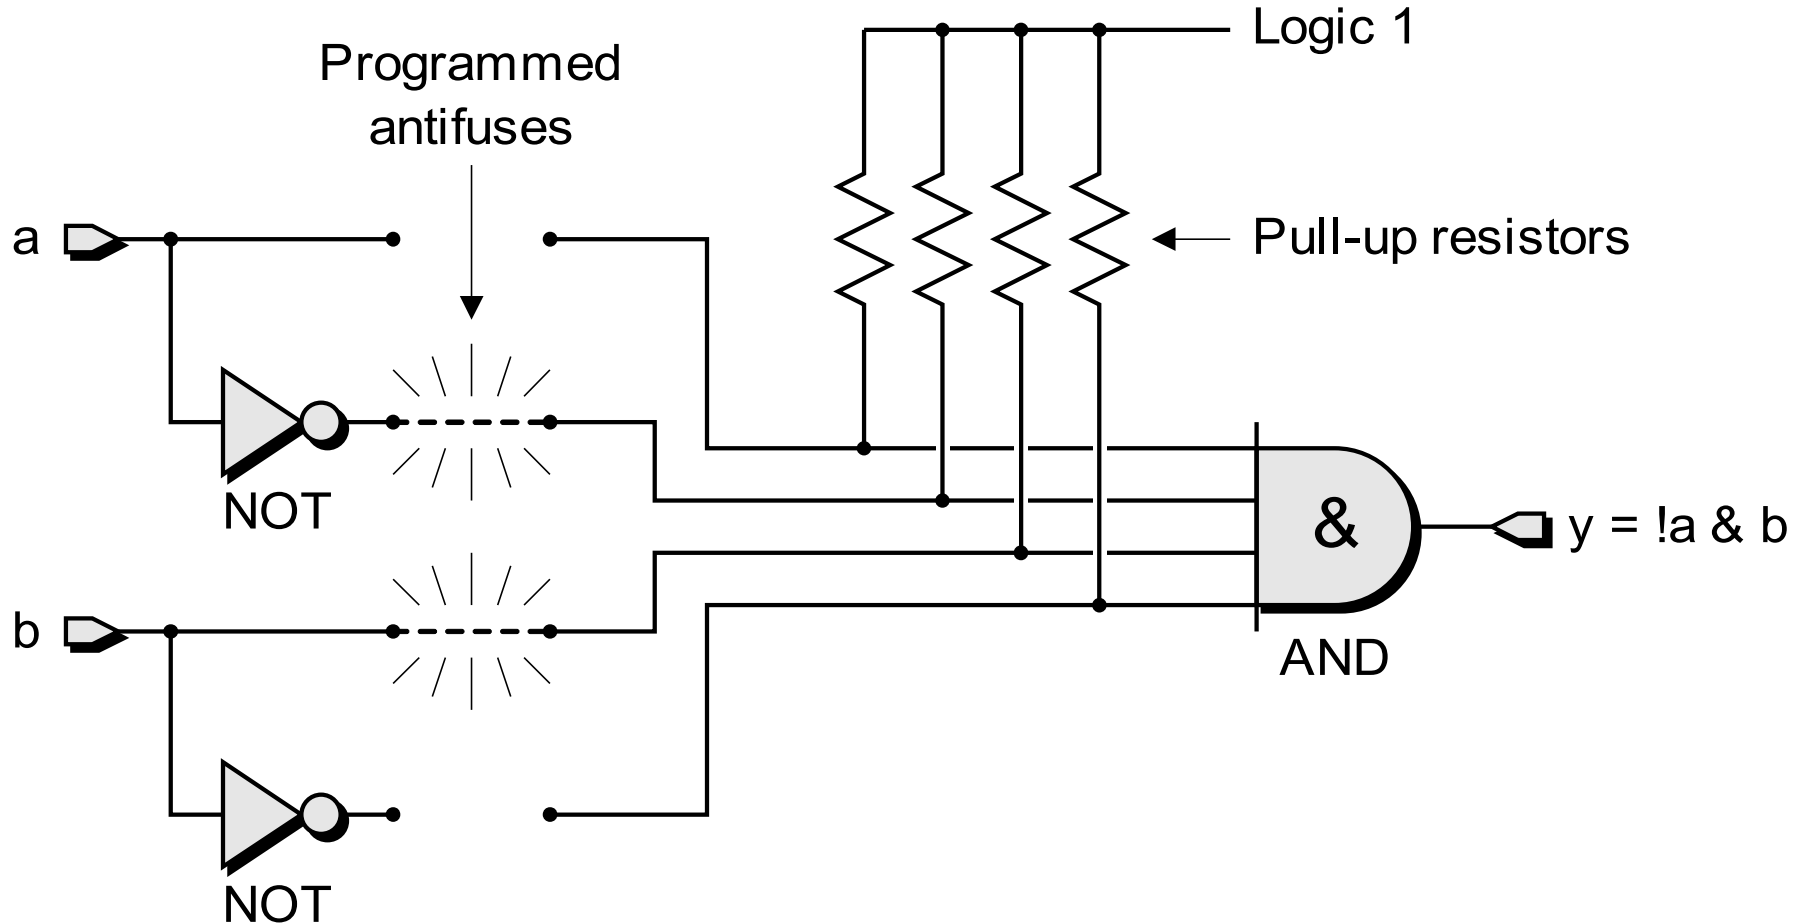 Logic 1
Programmed
antifuses
a
Pull-up resistors
NOT
&
y = !a & b
b
AND
NOT